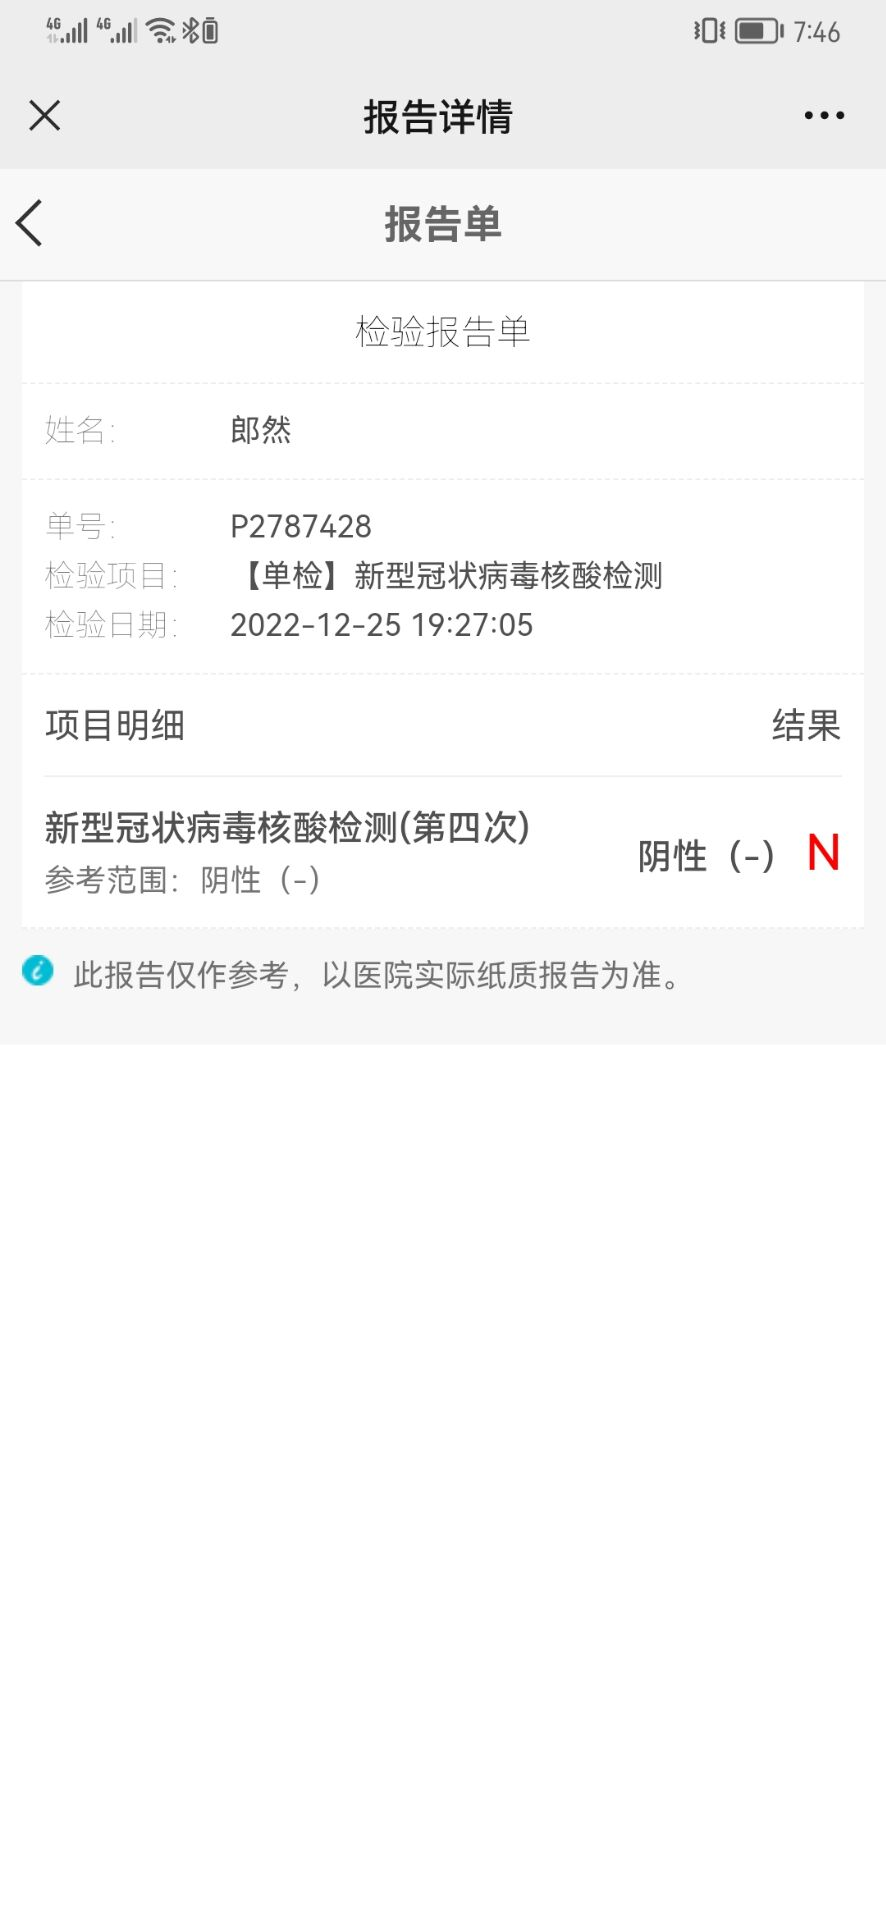 4G 4G 7:46
报告详情
报告单
检验报告单
姓名: 郎然
单号: P2787428
检验项目: 【单检】新型冠状病毒核酸检测
检验日期: 2022-12-25 19:27:05
项目明细 结果
新型冠状病毒核酸检测(第四次)
参考范围: 阴性 (-)
阴性 (-) N
此报告仅作参考，以医院实际纸质报告为准。